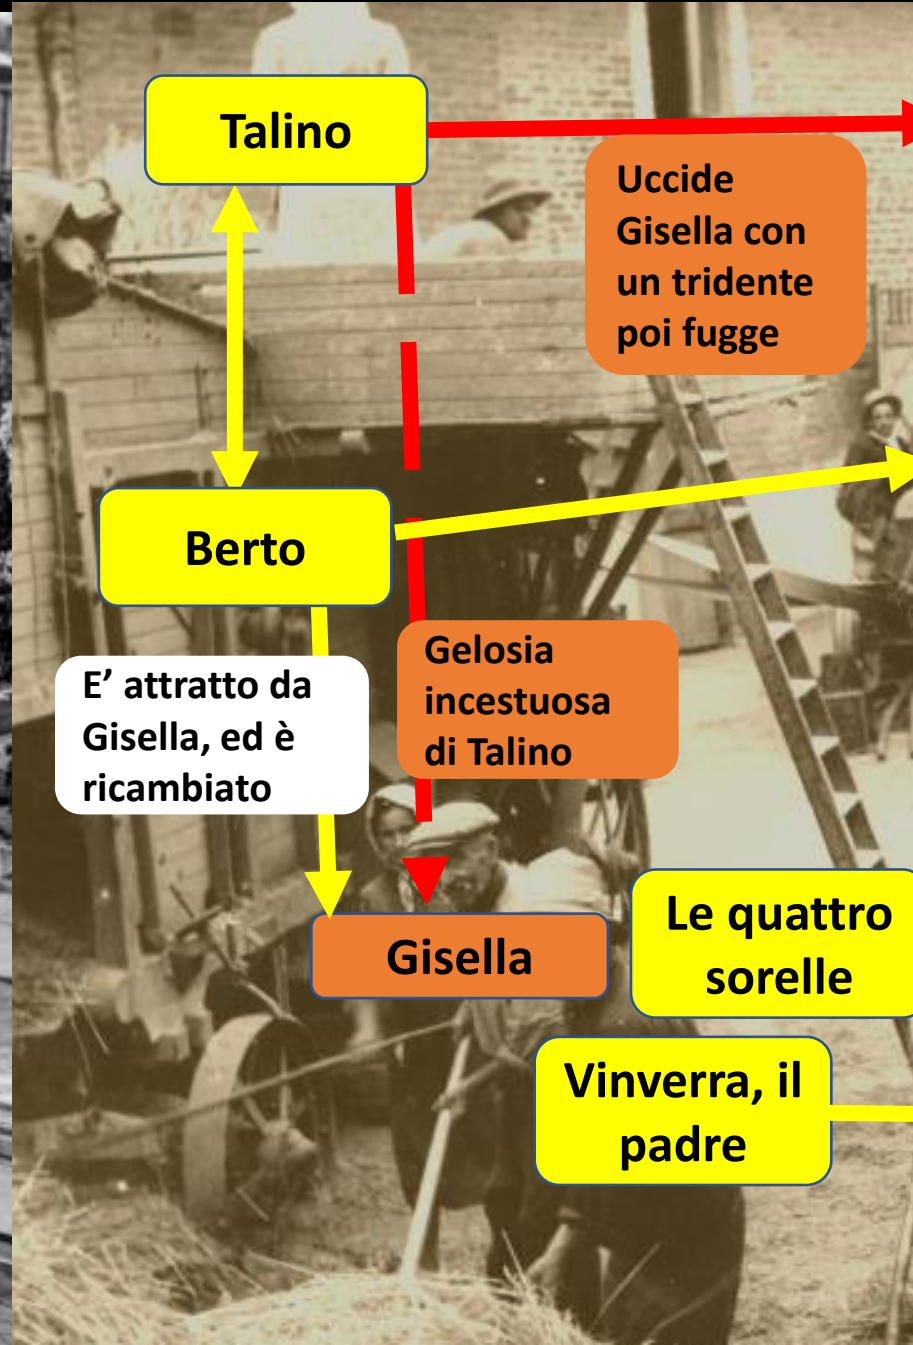 Talino
Uccide
Gisella con
un tridente
poi fugge
Berto
E’ attratto da
Gisella, ed è
ricambiato
Gelosia
incestuosa
di Talino
Gisella
Le quattro
sorelle
Vinverra, il
padre